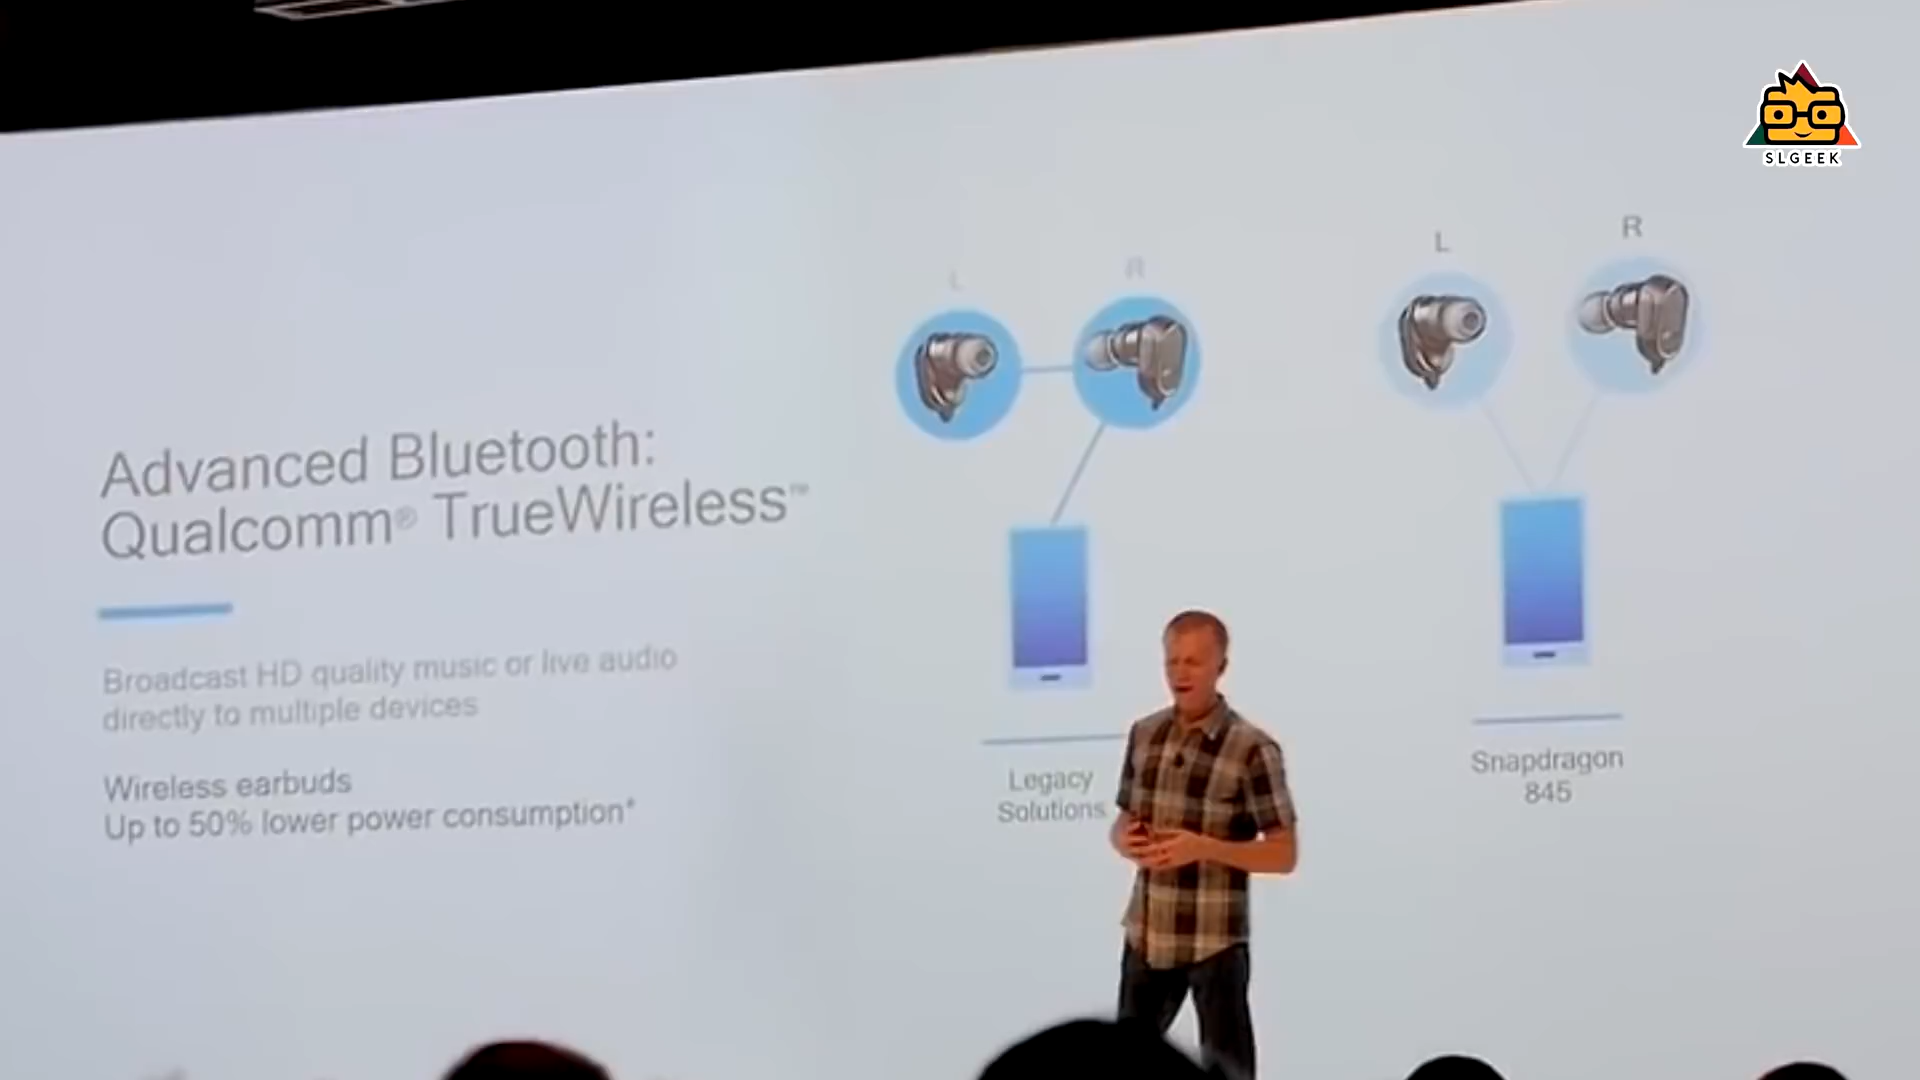 SLGEEK
Advanced Bluetooth:
Qualcomm® TrueWireless™
Broadcast HD quality music or live audio
directly to multiple devices
Wireless earbuds
Up to 50% lower power consumption*
L
R
Legacy
Solutions
L
R
Snapdragon
845